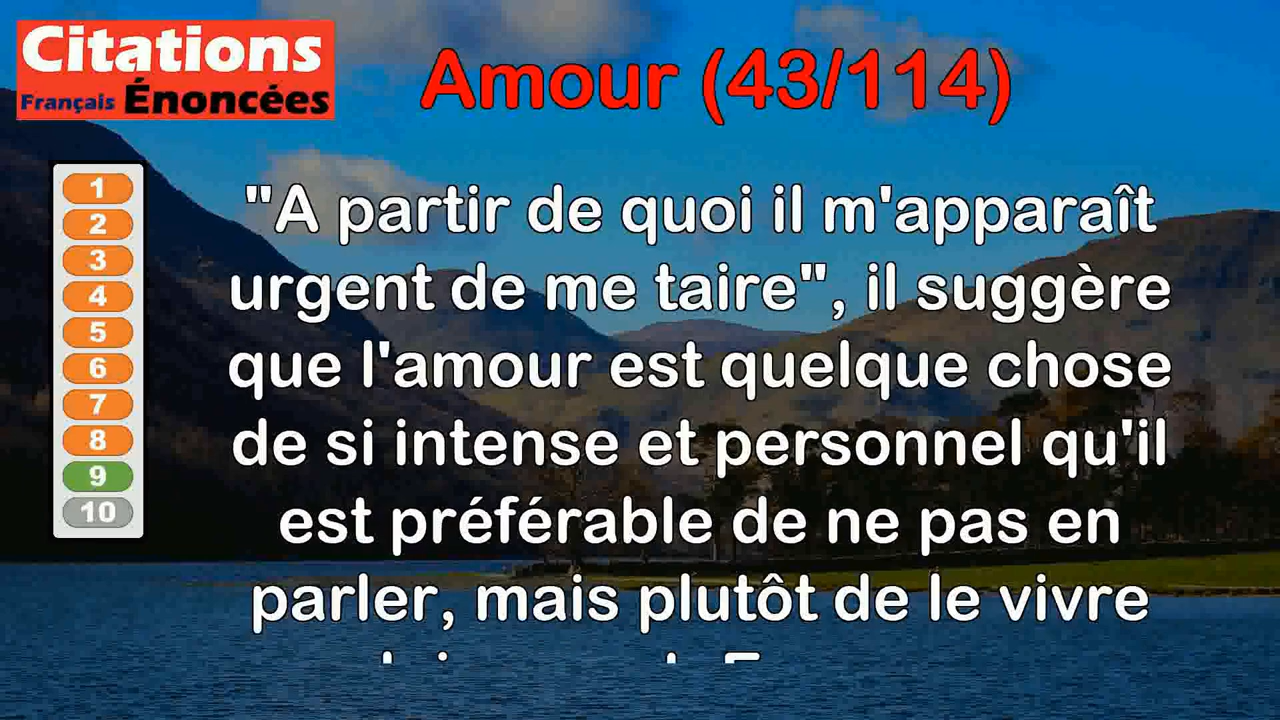 Citations
Français Énoncées
Amour (43/114)
1
2
3
4
5
6
7
8
9
10
"A partir de quoi il m'apparaît
urgent de me taire", il suggère
que l'amour est quelque chose
de si intense et personnel qu'il
est préférable de ne pas en
parler, mais plutôt de le vivre